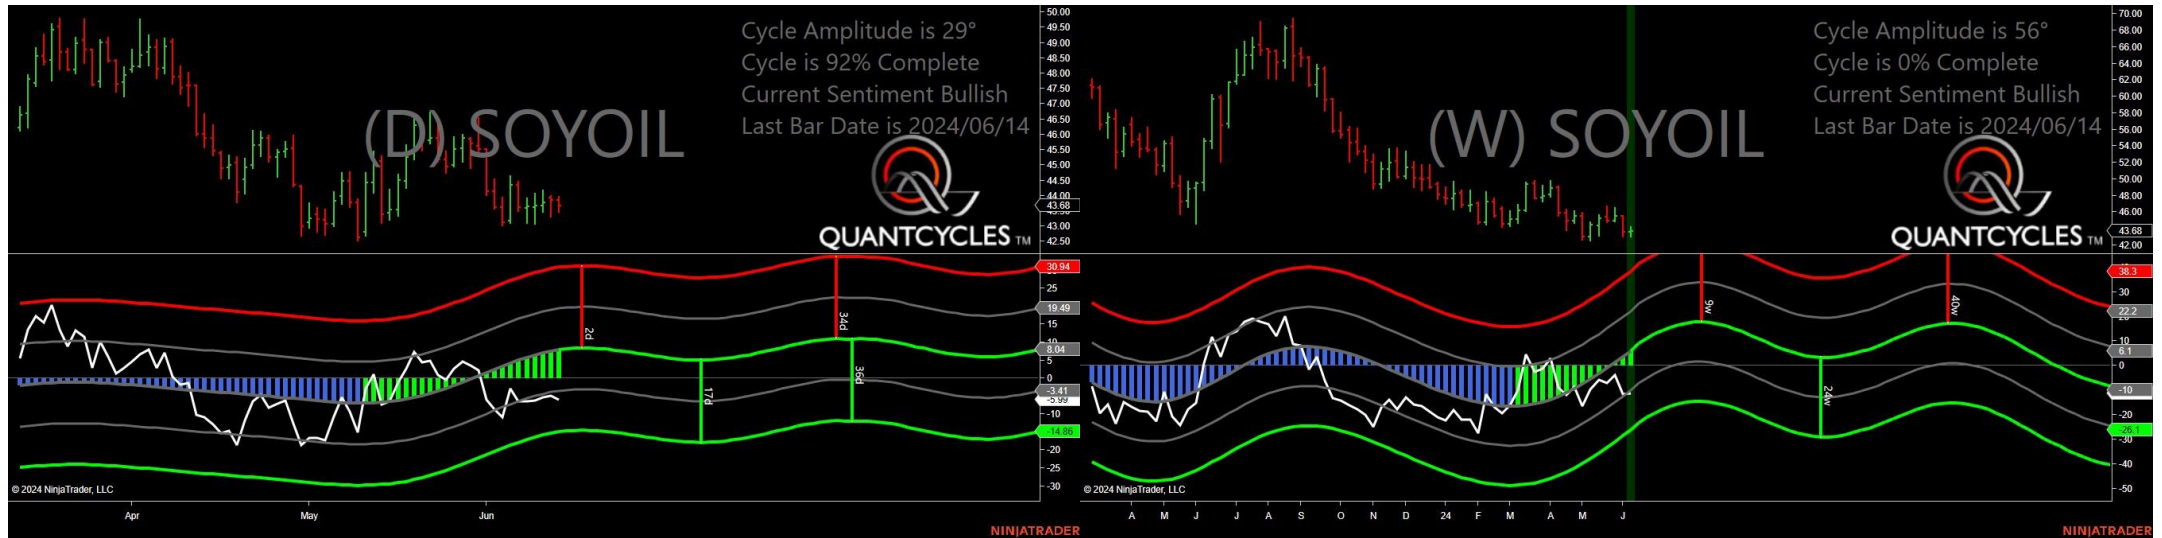 Cycle Amplitude is 29°
Cycle is 92% Complete
Current Sentiment Bullish
Last Bar Date is 2024/06/14
(D) SOYOIL
QUANTCYCLES TM
50.00
49.50
49.00
48.50
48.00
47.50
47.00
46.50
46.00
45.50
45.00
44.50
44.00
43.68
43.00
42.50
30.94
25
19.49
15
10
8.04
5
0
-3.41
-5.99
-10
-14.86
-20
-25
-30
2d
17d
34d
36d
© 2024 NinjaTrader, LLC
Apr May Jun
NINJATRADER
Cycle Amplitude is 56°
Cycle is 0% Complete
Current Sentiment Bullish
Last Bar Date is 2024/06/14
(W) SOYOIL
QUANTCYCLES TM
70.00
68.00
66.00
64.00
62.00
60.00
58.00
56.00
54.00
52.00
50.00
48.00
46.00
43.68
42.00
38.3
30
22.2
6.1
0
-10
-20
-26.1
-30
-40
-50
9w
24w
40w
© 2024 NinjaTrader, LLC
A M J J A S O N D 24 F M A M J
NINJATRADER